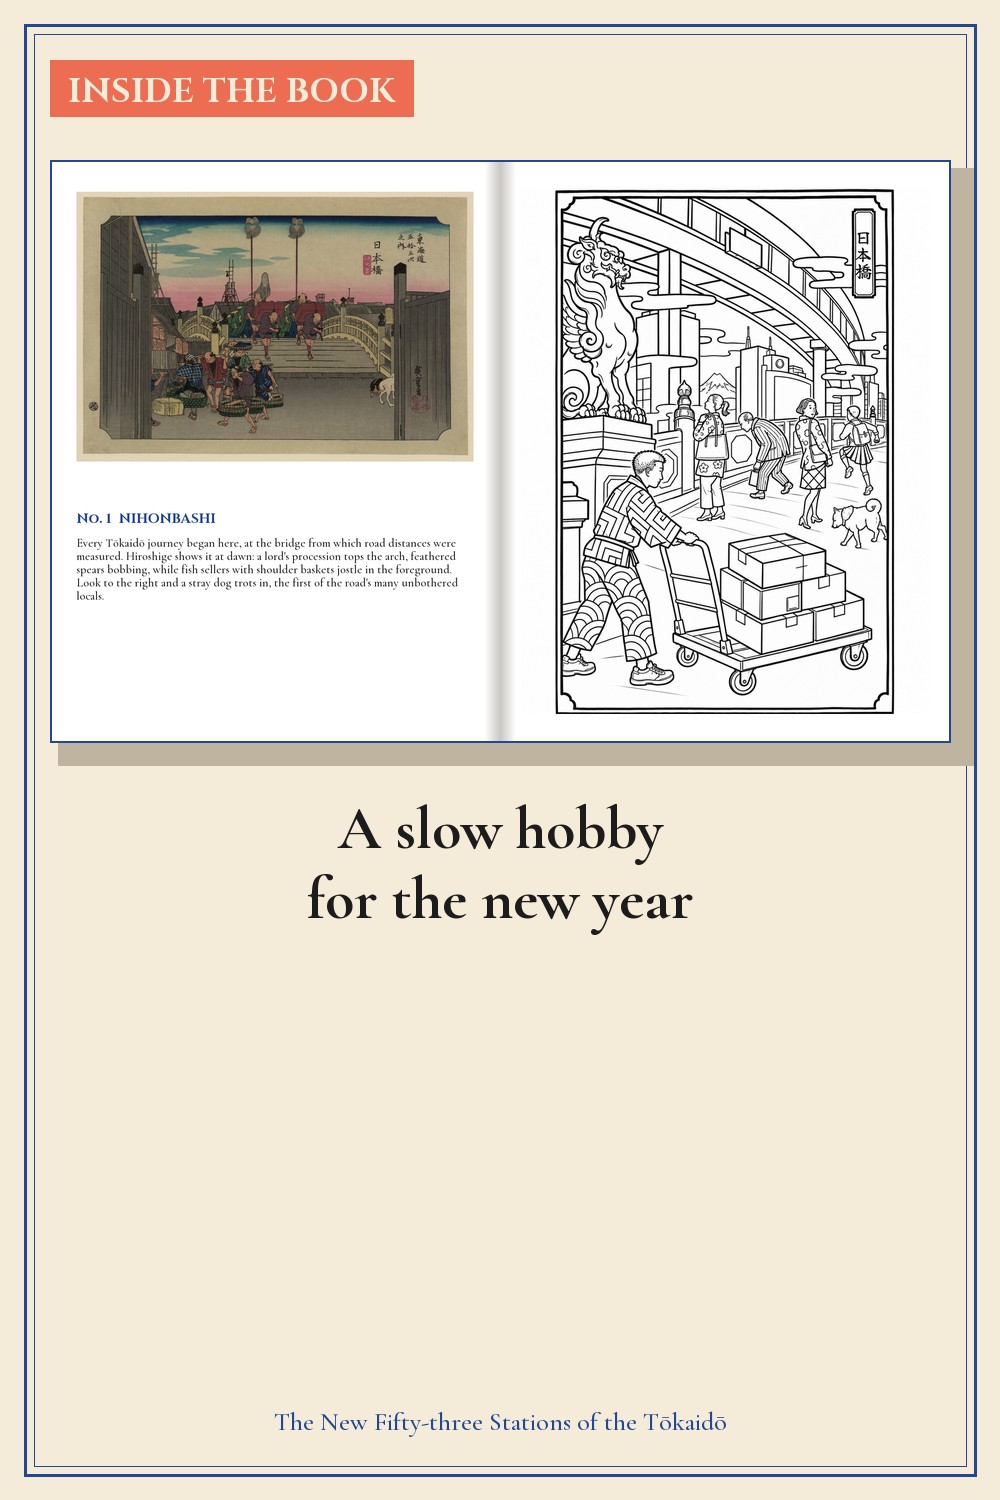 INSIDE THE BOOK
東海道
五拾三次
之内
日本橋
No. 1 NIHONBASHI
Every Tōkaidō journey began here, at the bridge from which road distances were
measured. Hiroshige shows it at dawn: a lord's procession tops the arch, feathered
spears bobbing, while fish sellers with shoulder baskets jostle in the foreground.
Look to the right and a stray dog trots in, the first of the road's many unbothered
locals.
日本橋
A slow hobby
for the new year
The New Fifty-three Stations of the Tōkaidō